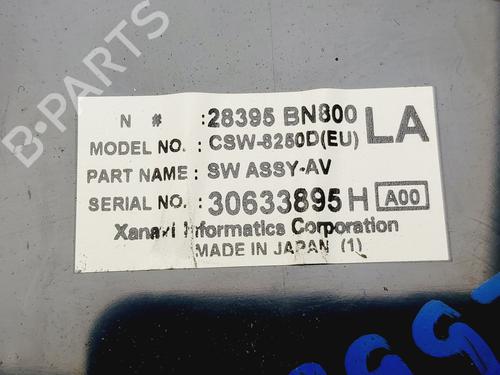 B-PARTS
N # : 28395 BN800 LA
MODEL NO. : CSW-8250D(EU)
PART NAME : SW ASSY-AV
SERIAL NO. : 30633895 H A00
Xanavi Informatics Corporation
MADE IN JAPAN (1)